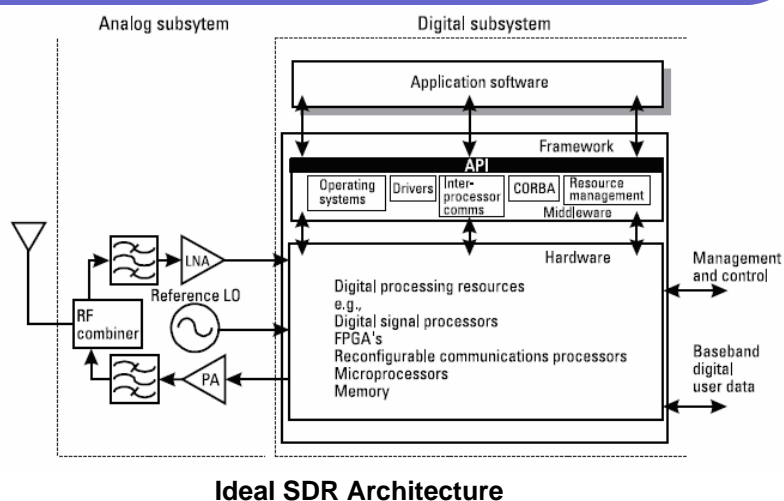 Analog subsytem
Digital subsystem
Application software
Framework
API
Operating
systems
Drivers
Inter-
processor
comms
CORBA
Resource
management
Middleware
Hardware
LNA
Reference LO
RF
combiner
PA
Digital processing resources
e.g.,
Digital signal processors
FPGA's
Reconfigurable communications processors
Microprocessors
Memory
Management
and control
Baseband
digital
user data
Ideal SDR Architecture